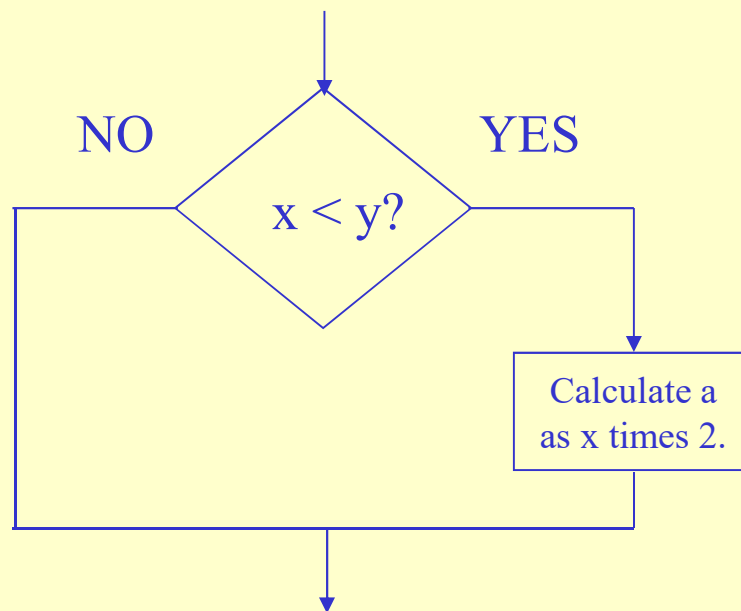 NO
YES
x < y?
Calculate a
as x times 2.